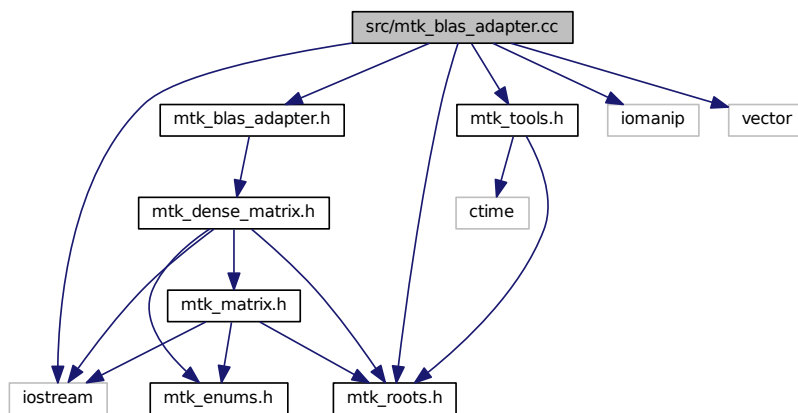 src/mtk_blas_adapter.cc
mtk_blas_adapter.h
mtk_tools.h
iomanip
vector
mtk_dense_matrix.h
ctime
mtk_matrix.h
iostream
mtk_enums.h
mtk_roots.h